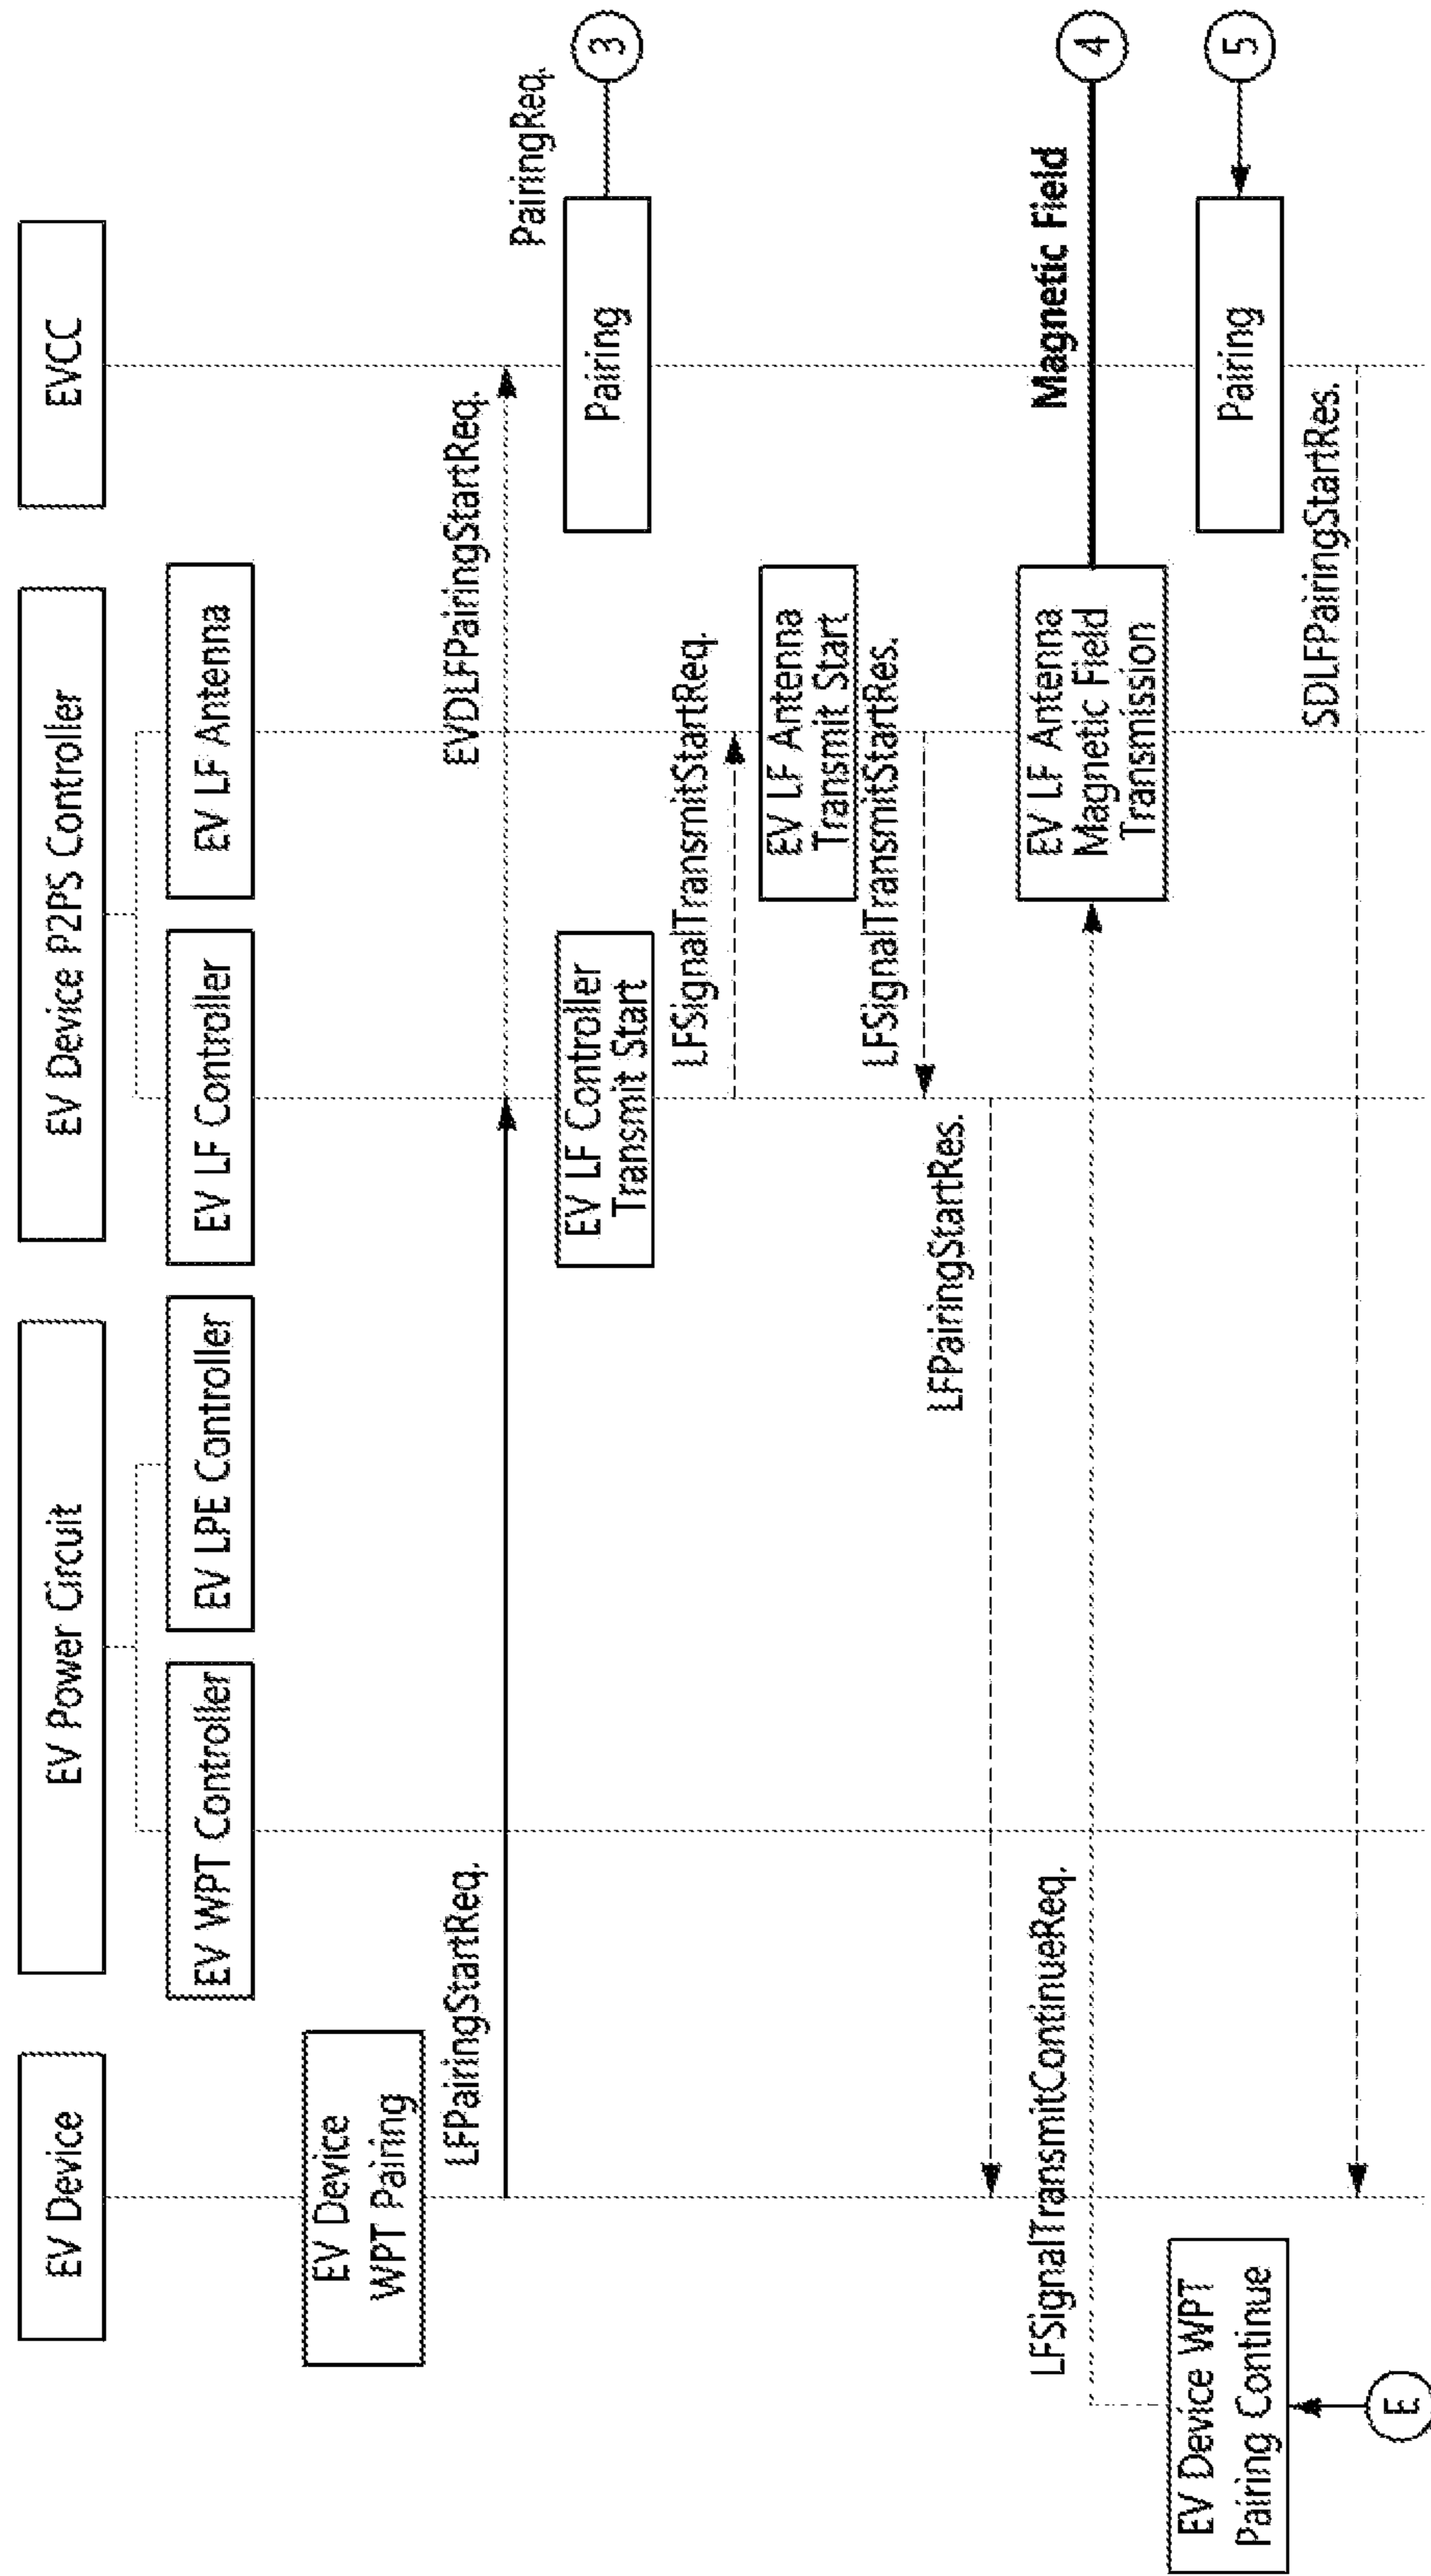 EV Device
EV Power Circuit
EV Device P2PS Controller
EVCC
EV WPT Controller
EV LPE Controller
EV LF Controller
EV LF Antenna
EV Device
WPT Pairing
LFPairingStartReq.
EVDLFPairingStartReq.
PairingReq.
EV LF Controller
Transmit Start
Pairing
3
LFSignalTransmitStartReq.
EV LF Antenna
Transmit Start
LFSignalTransmitStartRes.
LFPairingStartRes.
LFSignalTransmitContinueReq.
EV LF Antenna
Magnetic Field
Transmission
Magnetic Field
4
EV Device WPT
Pairing Continue
Pairing
5
SDLFPairingStartRes.
E